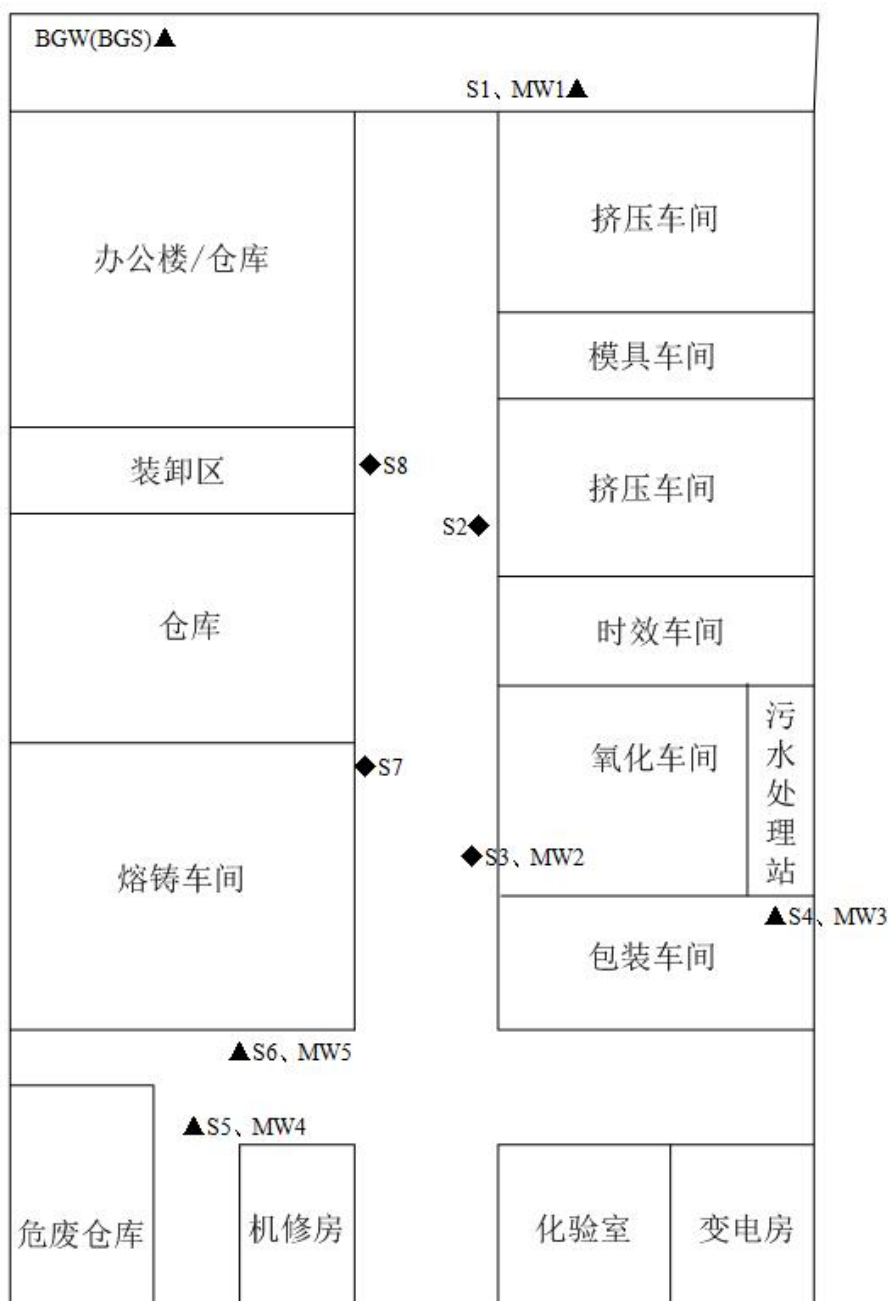 BGW(BGS)▲
S1、MW1▲
挤压车间
办公楼/仓库
模具车间
装卸区
◆S8
挤压车间
S2◆
仓库
时效车间
污水处理站
氧化车间
◆S7
◆S3、MW2
熔铸车间
▲S4、MW3
包装车间
▲S6、MW5
▲S5、MW4
危废仓库
机修房
化验室
变电房